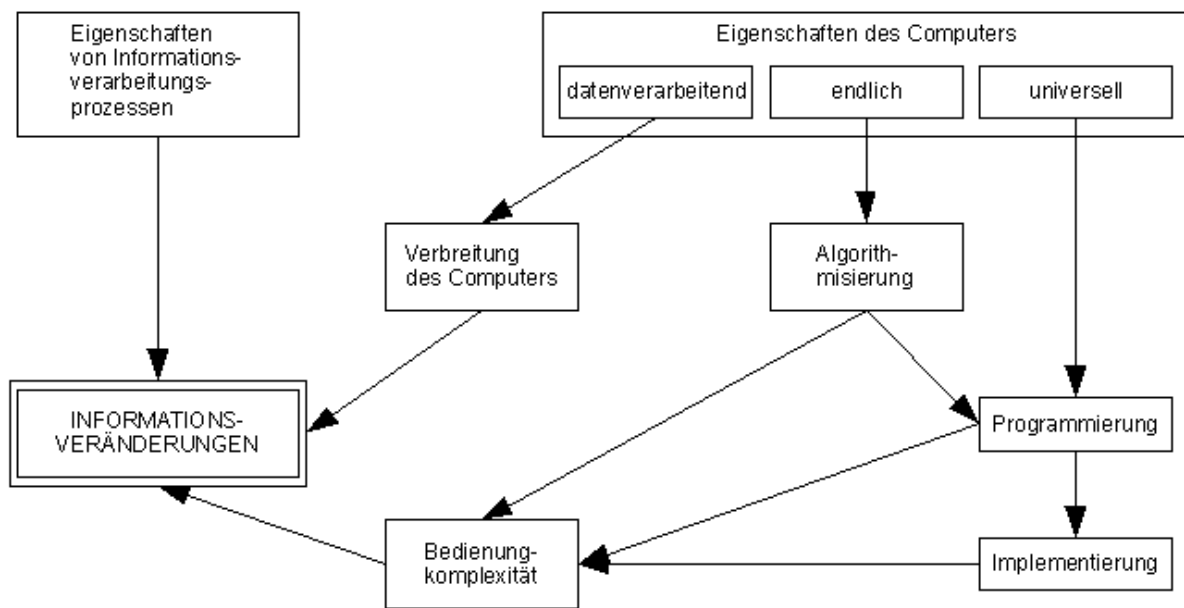 Eigenschaften
von Informations-
verarbeitungs-
prozessen
Eigenschaften des Computers
datenverarbeitend
endlich
universell
Verbreitung
des Computers
Algorith-
misierung
INFORMATIONS-
VERÄNDERUNGEN
Programmierung
Bedienung-
komplexität
Implementierung